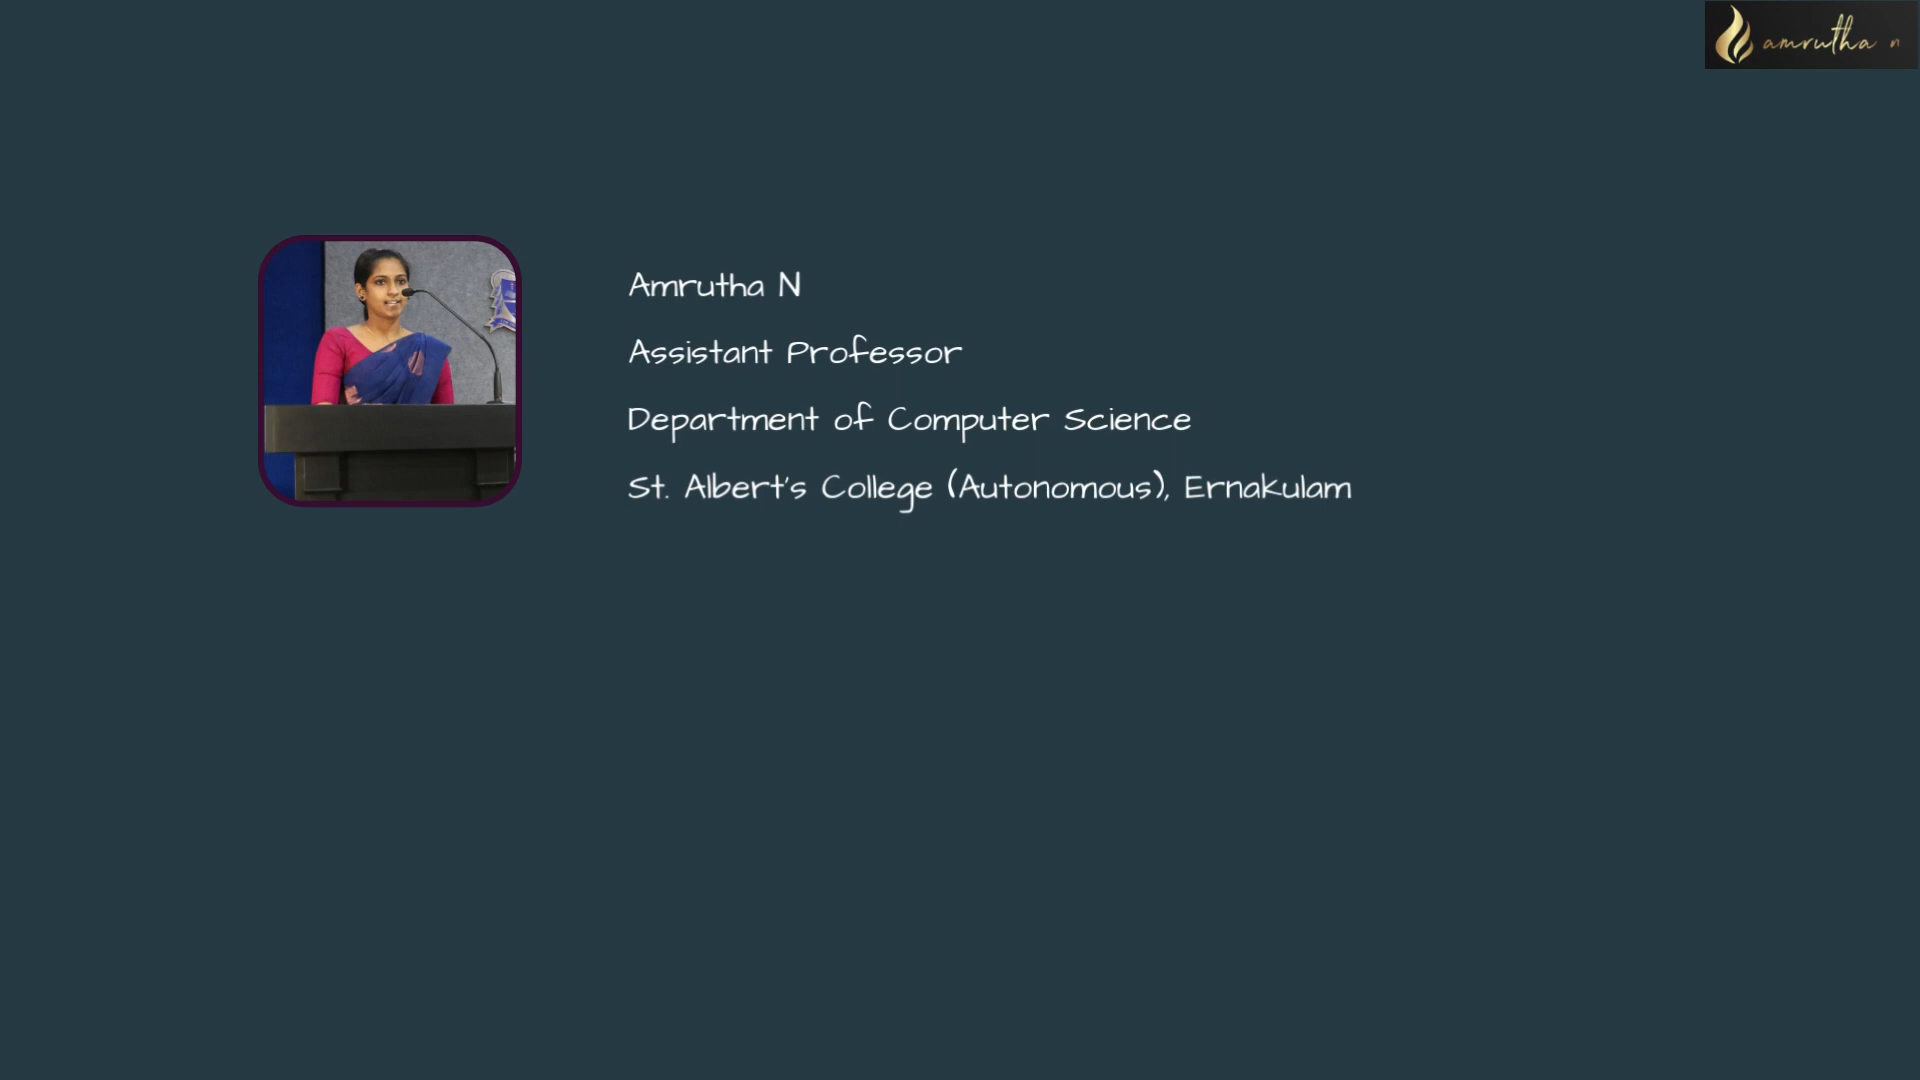 amrutha n
Amrutha N
Assistant Professor
Department of Computer Science
St. Albert's College (Autonomous), Ernakulam